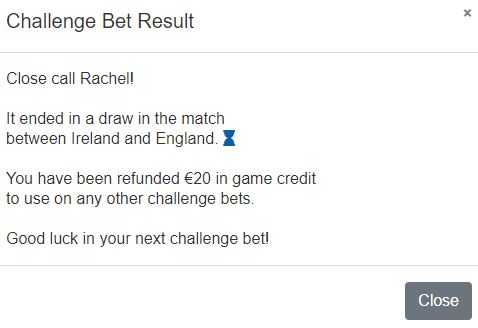 Challenge Bet Result
×
Close call Rachel!
It ended in a draw in the match
between Ireland and England.
You have been refunded €20 in game credit
to use on any other challenge bets.
Good luck in your next challenge bet!
Close